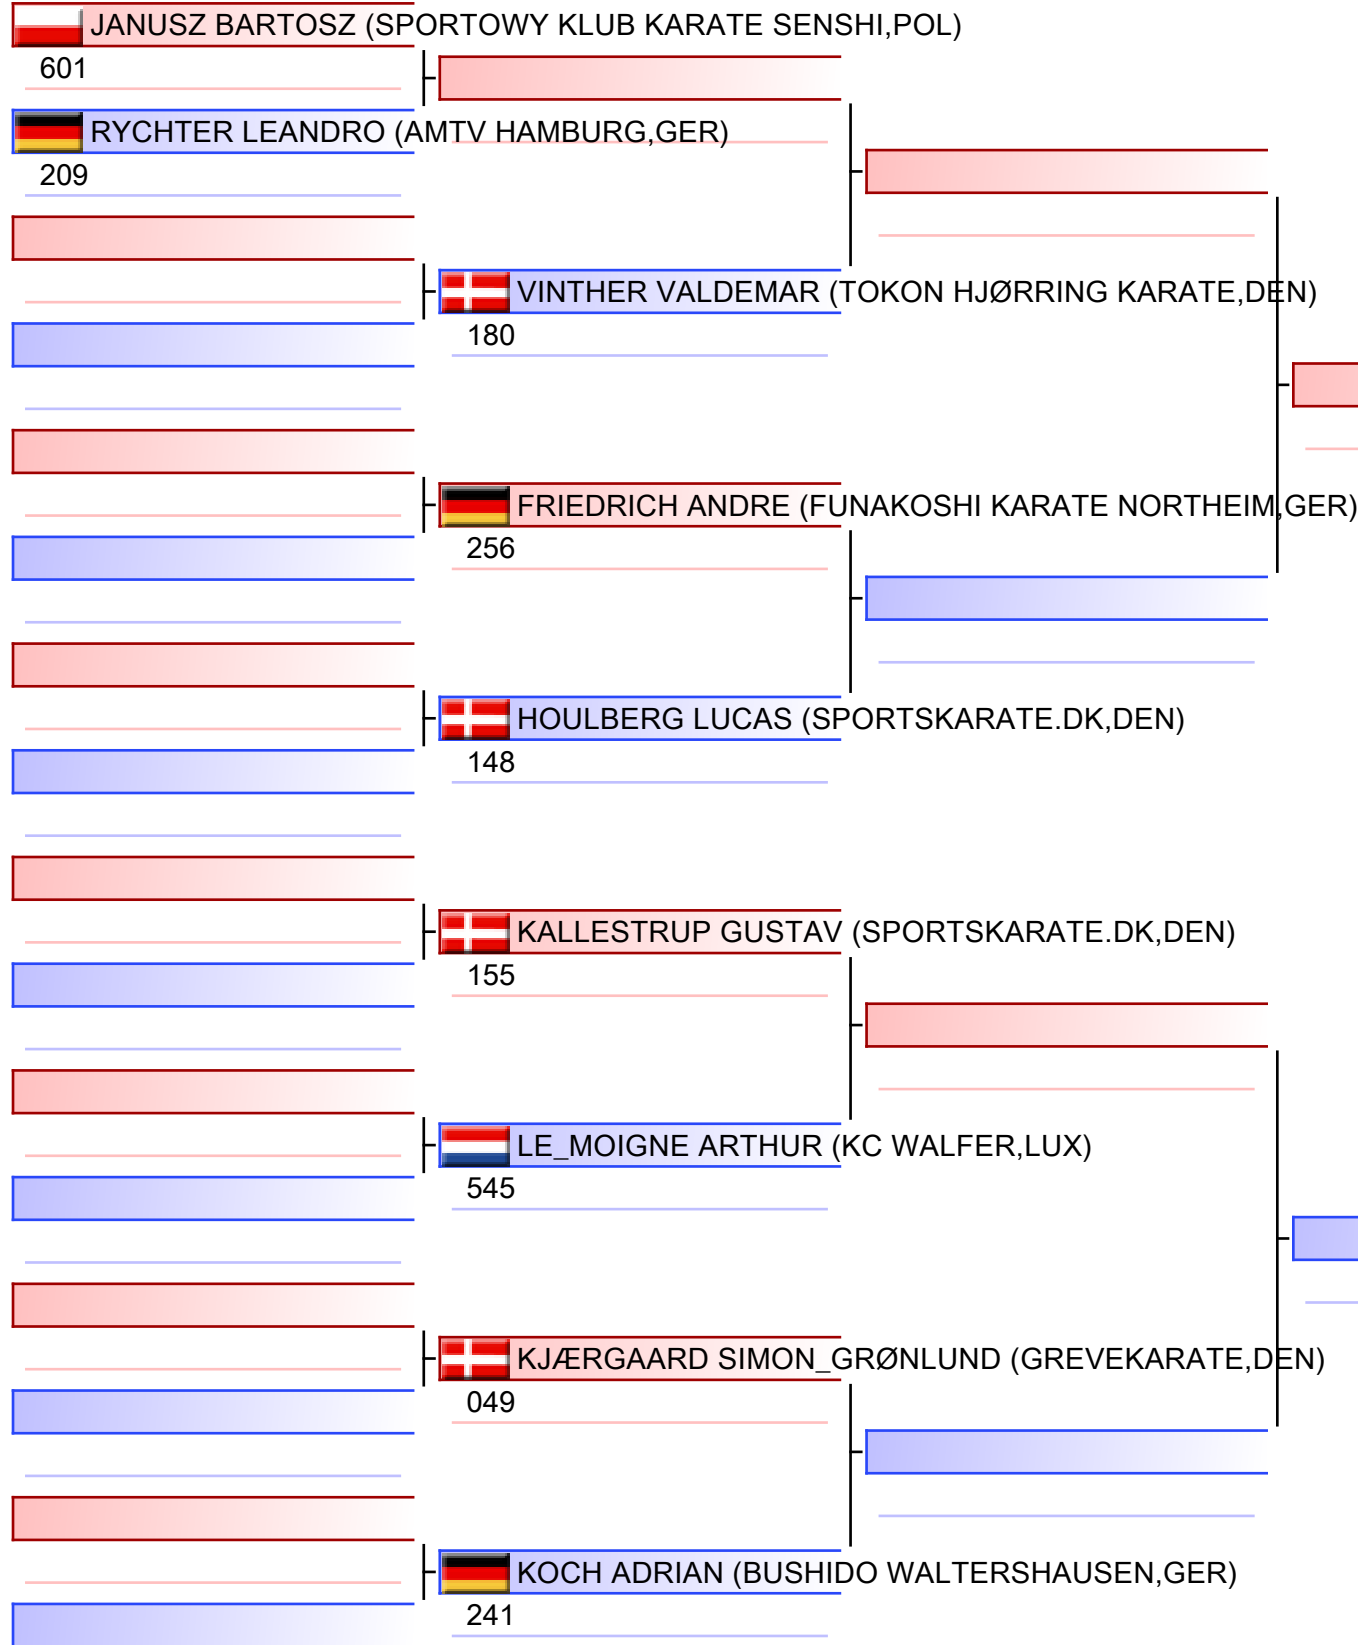 JANUSZ BARTOSZ (SPORTOWY KLUB KARATE SENSHI,POL)
601
RYCHTER LEANDRO (AMTV HAMBURG,GER)
209
VINTHER VALDEMAR (TOKON HJØRRING KARATE,DEN)
180
FRIEDRICH ANDRE (FUNAKOSHI KARATE NORTHEIM,GER)
256
HOULBERG LUCAS (SPORTSKARATE.DK,DEN)
148
KALLESTRUP GUSTAV (SPORTSKARATE.DK,DEN)
155
LE_MOIGNE ARTHUR (KC WALFER,LUX)
545
KJÆRGAARD SIMON_GRØNLUND (GREVEKARATE,DEN)
049
KOCH ADRIAN (BUSHIDO WALTERSHAUSEN,GER)
241